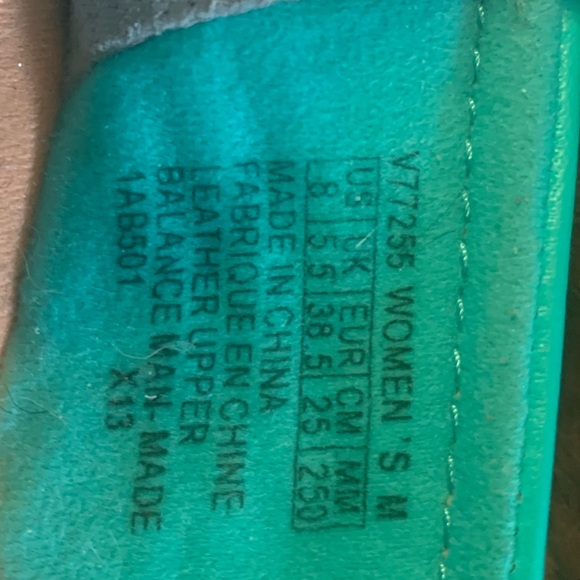 V77255 WOMEN'S M
US UK EUR CM MM
8 5.5 38.5 25 250
MADE IN CHINA
FABRIQUE EN CHINE
LEATHER UPPER
BALANCE MAN-MADE
1AB501 X13